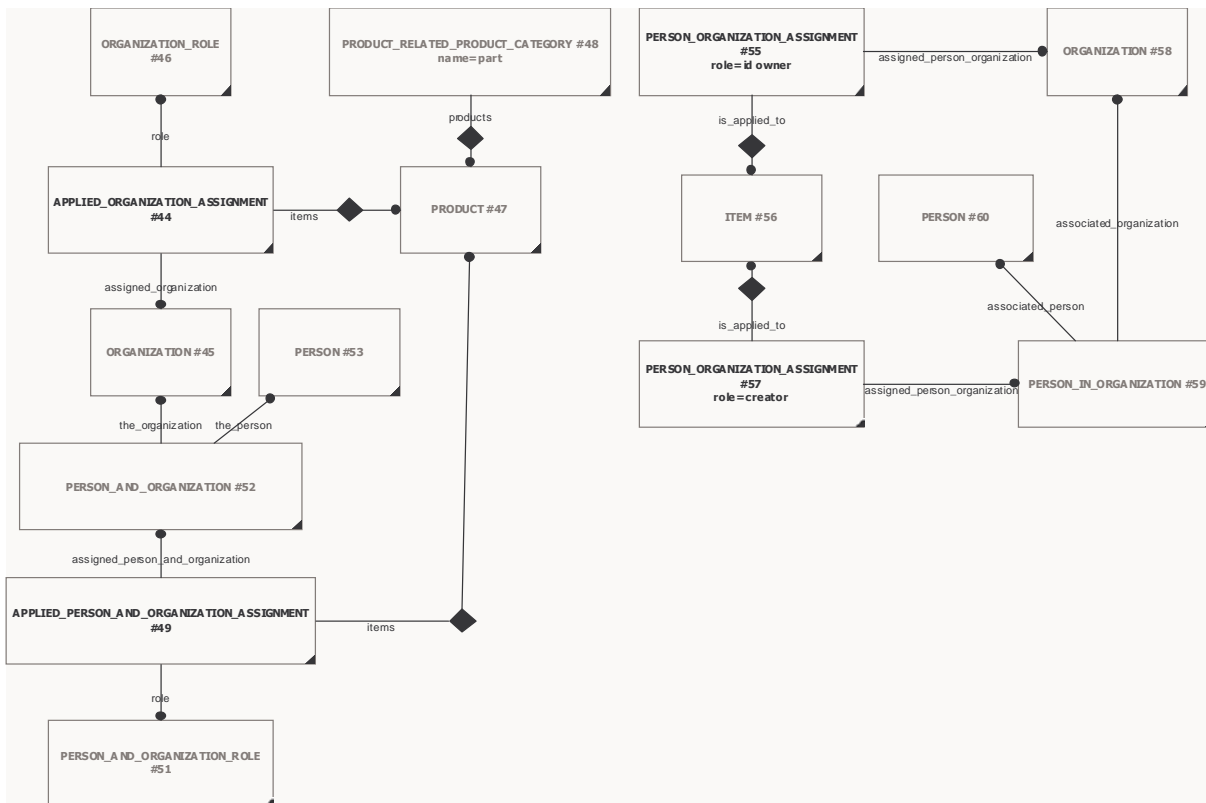 ORGANIZATION_ROLE
#46
PRODUCT_RELATED_PRODUCT_CATEGORY #48
name=part
PERSON_ORGANIZATION_ASSIGNMENT
#55
role=id owner
assigned_person_organization
ORGANIZATION #58
role
products
is_applied_to
APPLIED_ORGANIZATION_ASSIGNMENT
#44
items
PRODUCT #47
ITEM #56
PERSON #60
associated_organization
assigned_organization
associated_person
is_applied_to
ORGANIZATION #45
PERSON #53
PERSON_ORGANIZATION_ASSIGNMENT
#57
role=creator
assigned_person_organization
PERSON_IN_ORGANIZATION #59
the_organization
the_person
PERSON_AND_ORGANIZATION #52
assigned_person_and_organization
APPLIED_PERSON_AND_ORGANIZATION_ASSIGNMENT
#49
items
role
PERSON_AND_ORGANIZATION_ROLE
#51